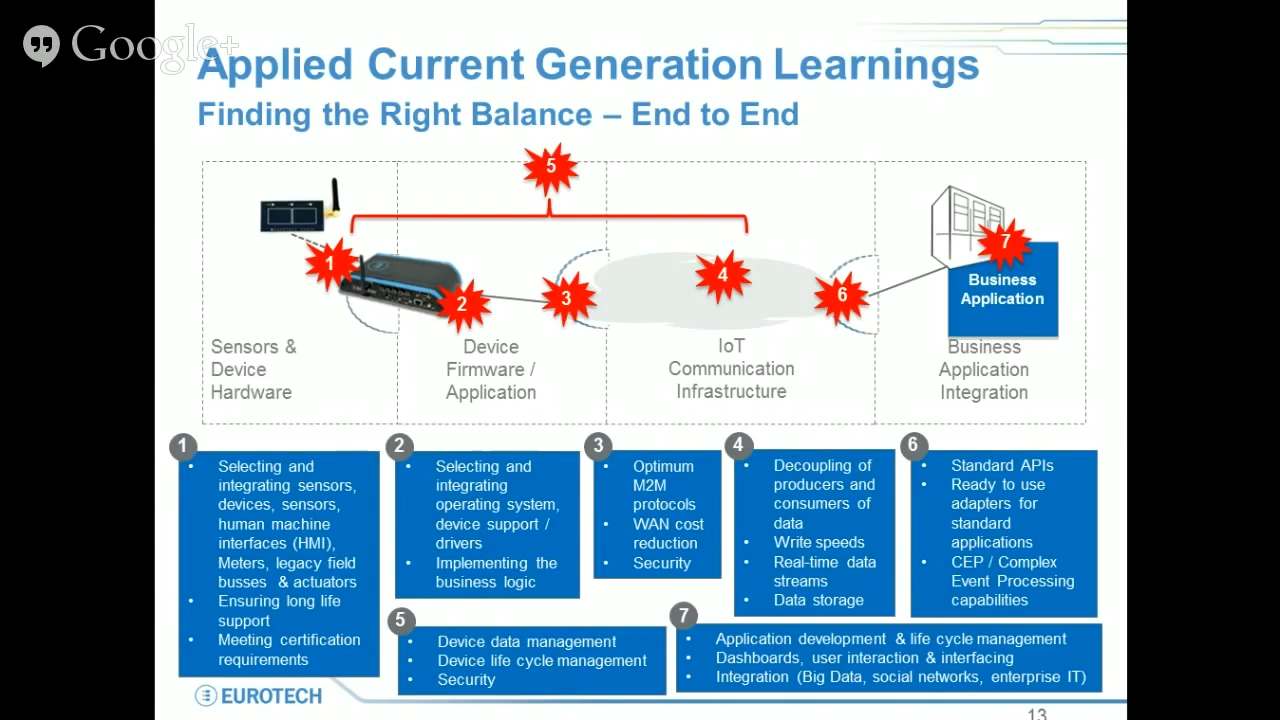 Google+
Applied Current Generation Learnings
Finding the Right Balance – End to End
5
1
2
3
4
6
7
Business
Application
Sensors &
Device
Hardware
Device
Firmware /
Application
IoT
Communication
Infrastructure
Business
Application
Integration
1
• Selecting and
integrating sensors,
devices, sensors,
human machine
interfaces (HMI),
Meters, legacy field
busses & actuators
• Ensuring long life
support
• Meeting certification
requirements
2
• Selecting and
integrating
operating system,
device support /
drivers
• Implementing the
business logic
3
• Optimum
M2M
protocols
• WAN cost
reduction
• Security
4
• Decoupling of
producers and
consumers of
data
• Write speeds
• Real-time data
streams
• Data storage
6
• Standard APIs
• Ready to use
adapters for
standard
applications
• CEP / Complex
Event Processing
capabilities
5
• Device data management
• Device life cycle management
• Security
7
• Application development & life cycle management
• Dashboards, user interaction & interfacing
• Integration (Big Data, social networks, enterprise IT)
EUROTECH
13